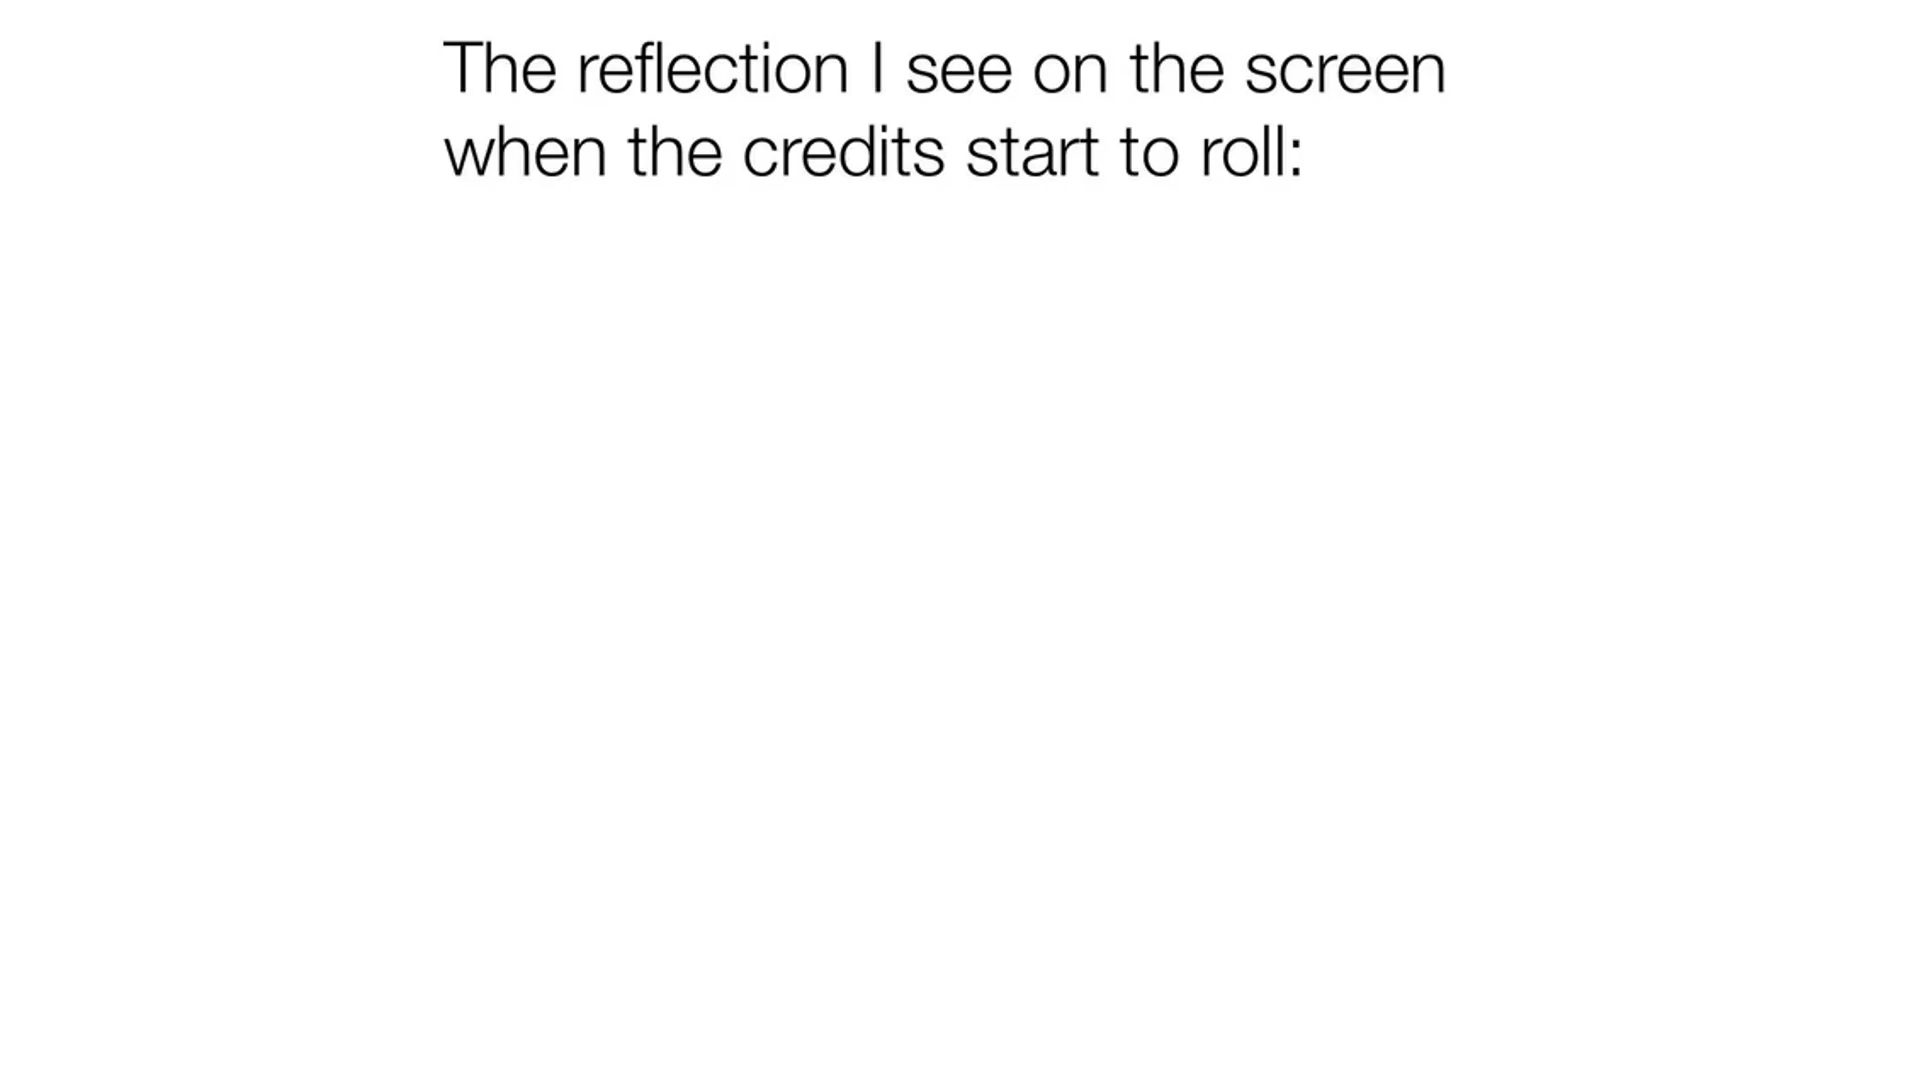 The reflection I see on the screen
when the credits start to roll: